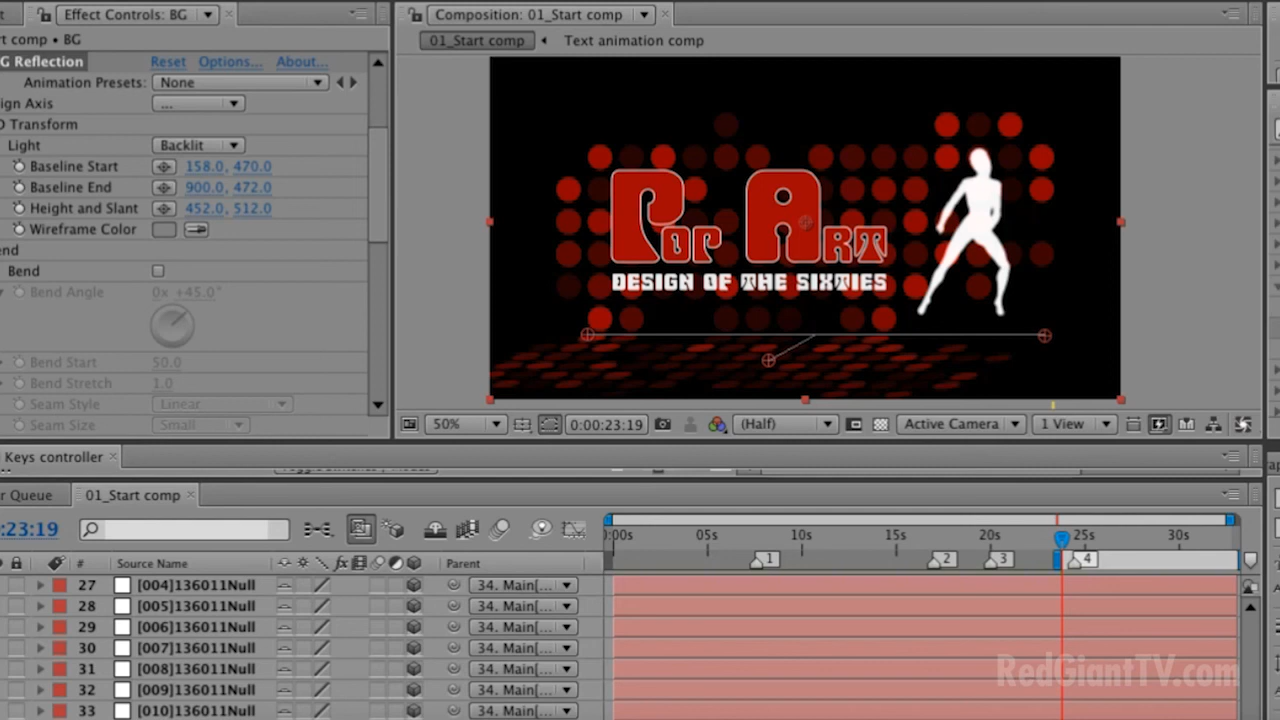 t Effect Controls: BG
rt comp • BG
G Reflection Reset Options... About...
Animation Presets: None
ign Axis ...
D Transform
Light Backlit
Baseline Start 158.0, 470.0
Baseline End 900.0, 472.0
Height and Slant 452.0, 512.0
Wireframe Color
end
Bend
Bend Angle 0x +45.0°
Bend Start 50.0
Bend Stretch 1.0
Seam Style Linear
Seam Size Small
Composition: 01_Start comp
01_Start comp Text animation comp
Pop Art
DESIGN OF THE SIXTIES
50% 0:00:23:19 (Half) Active Camera 1 View
Keys controller
r Queue 01_Start comp
:23:19
):00s 05s 10s 15s 20s 25s 30s
1 2 3 4
# Source Name fx Parent
27 [004]136011Null 34. Main[...
28 [005]136011Null 34. Main[...
29 [006]136011Null 34. Main[...
30 [007]136011Null 34. Main[...
31 [008]136011Null 34. Main[...
32 [009]136011Null 34. Main[...
33 [010]136011Null 34. Main[...
RedGiantTV.com